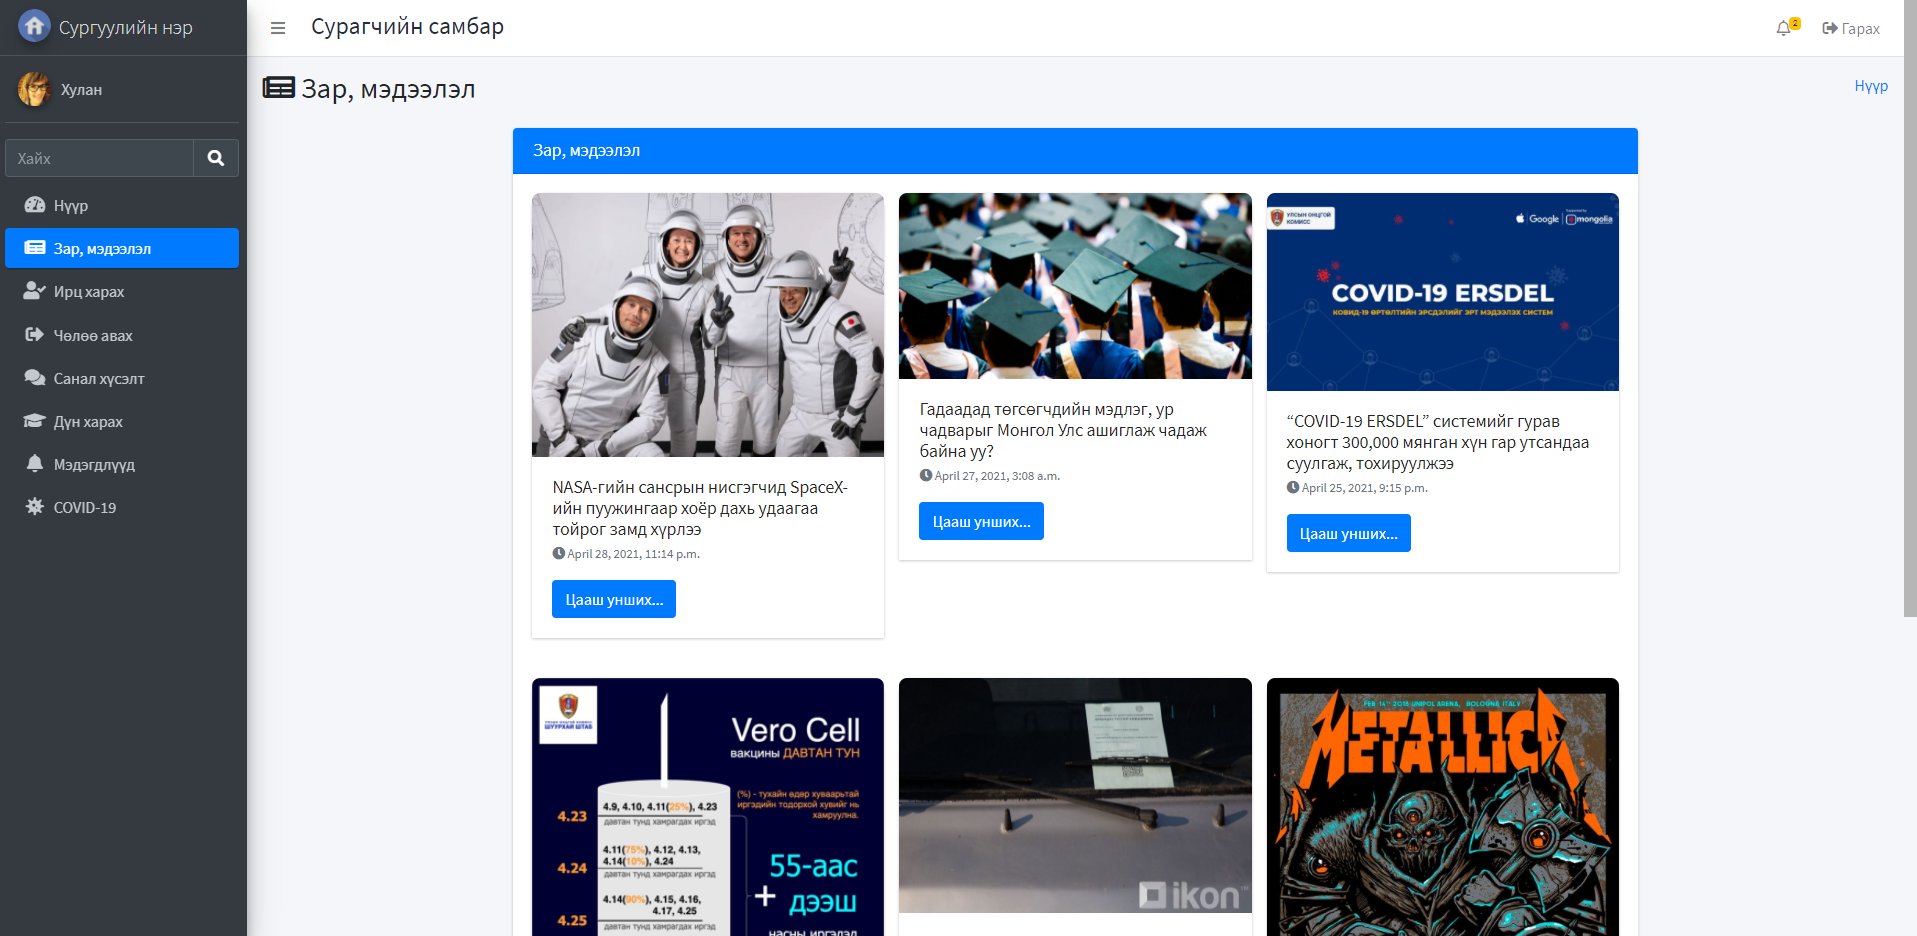 Сургуулийн нэр
Сурагчийн самбар
2
Гарах
Хулан
Хайх
Нүүр
Зар, мэдээлэл
Ирц харах
Чөлөө авах
Санал хүсэлт
Дүн харах
Мэдэгдлүүд
COVID-19
Зар, мэдээлэл
Нүүр
Зар, мэдээлэл
NASA-гийн сансрын нисгэгчид SpaceX-
ийн пуужингаар хоёр дахь удаагаа
тойрог замд хүрлээ
April 28, 2021, 11:14 p.m.
Цааш унших...
Гадаадад төгсөгчдийн мэдлэг, ур
чадварыг Монгол Улс ашиглаж чадаж
байна уу?
April 27, 2021, 3:08 a.m.
Цааш унших...
УЛСЫН ОНЦГОЙ
КОМИСС
Google
mongolia
COVID-19 ERSDEL
КОВИД-19 ӨРТӨЛТИЙН ЭРСДЭЛИЙГ ЭРТ МЭДЭЭЛЭХ СИСТЕМ
“COVID-19 ERSDEL” системийг гурав
хоногт 300,000 мянган хүн гар утсандаа
суулгаж, тохируулжээ
April 25, 2021, 9:15 p.m.
Цааш унших...
УЛСЫН ОНЦГОЙ КОМИСС
ШУУРХАЙ ШТАБ
Vero Cell
вакцины ДАВТАН ТУН
(%) - тухайн өдөр хуваарьтай
иргэдийн тодорхой хувийг нь
хамруулна.
4.23
4.9, 4.10, 4.11(25%), 4.23
давтан тунд хамрагдах иргэд
4.24
4.11(75%), 4.12, 4.13,
4.14(10%), 4.24
давтан тунд хамрагдах иргэд
4.25
4.14(90%), 4.15, 4.16,
4.17, 4.25
давтан тунд хамрагдах иргэд
55-аас
+ дээш
насны иргэдэд
ikon
FEB 14TH 2018 UNIPOL ARENA, BOLOGNA ITALY
METALLICA